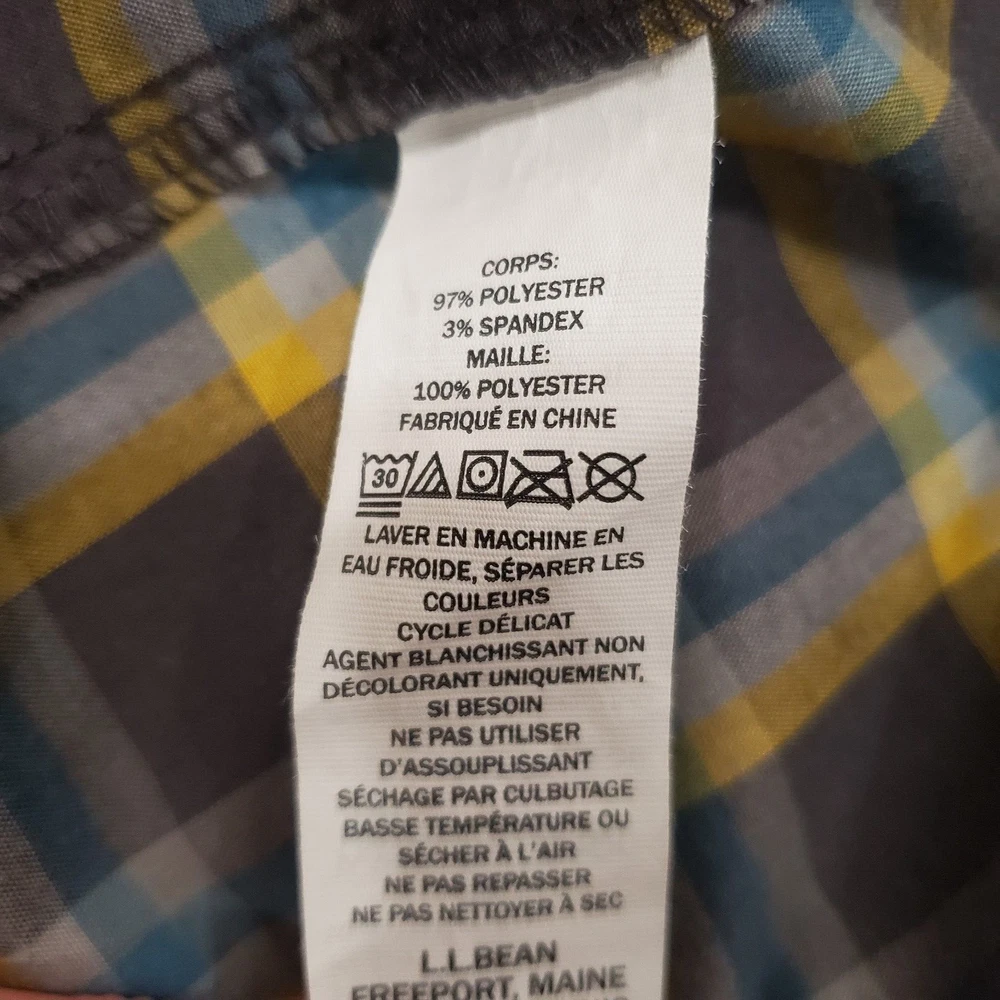 CORPS:
97% POLYESTER
3% SPANDEX
MAILLE:
100% POLYESTER
FABRIQUÉ EN CHINE
30
LAVER EN MACHINE EN
EAU FROIDE, SÉPARER LES
COULEURS
CYCLE DÉLICAT
AGENT BLANCHISSANT NON
DÉCOLORANT UNIQUEMENT,
SI BESOIN
NE PAS UTILISER
D'ASSOUPLISSANT
SÉCHAGE PAR CULBUTAGE
BASSE TEMPÉRATURE OU
SÉCHER À L'AIR
NE PAS REPASSER
NE PAS NETTOYER À SEC
L.L.BEAN
FREEPORT, MAINE